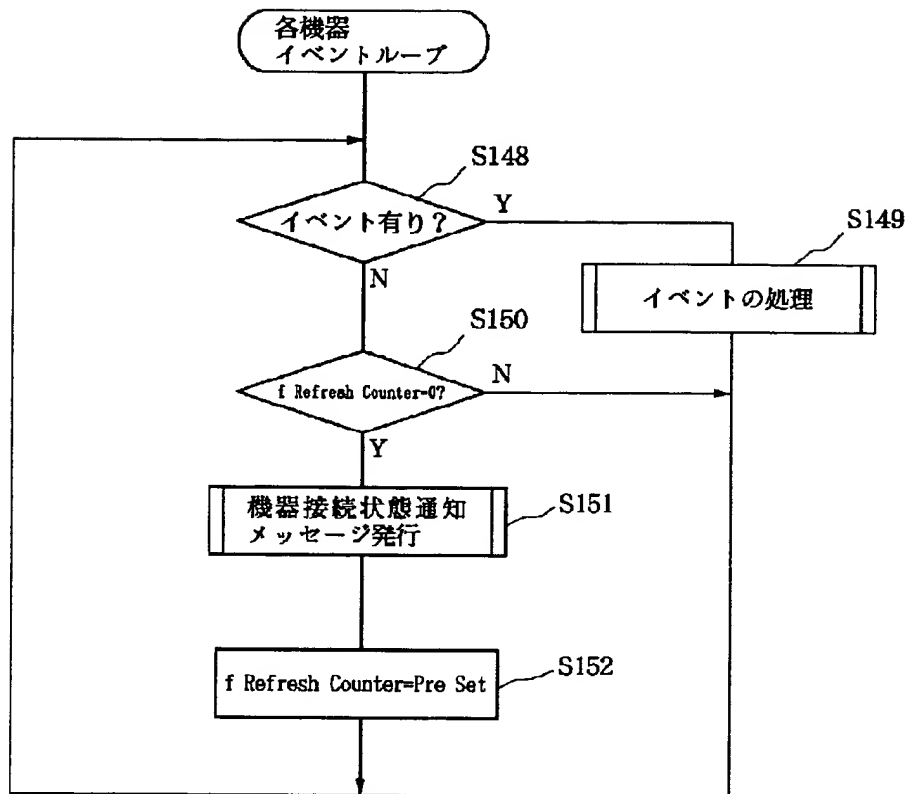 各機器
イベントループ
S148
イベント有り？
Y
S149
イベントの処理
N
S150
f Refresh Counter=0?
N
Y
機器接続状態通知
メッセージ発行
S151
f Refresh Counter=Pre Set
S152